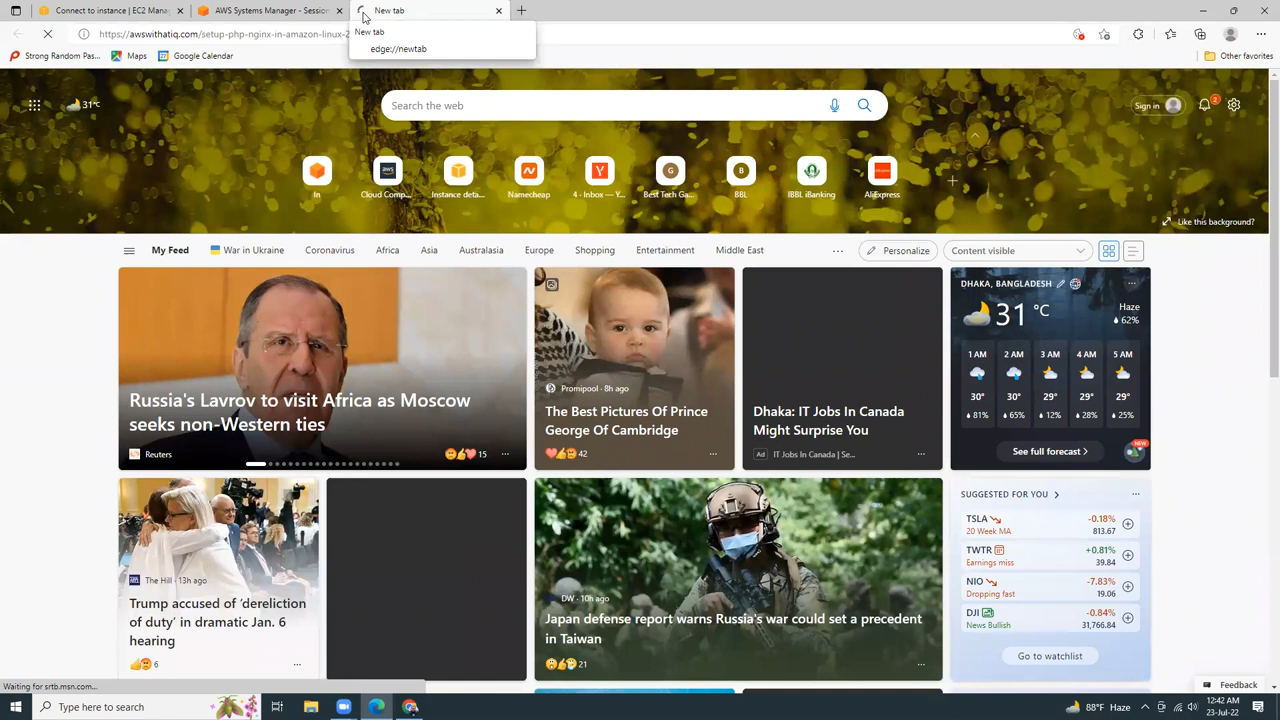 Connect to instance | EC2 Manag
AWS Systems Manager - Session
New tab
https://awswithatiq.com/setup-php-nginx-in-amazon-linux-2
New tab
edge://newtab
Strong Random Pas...
Maps
Google Calendar
Other favorites
31°C
Search the web
Sign in
2
In
Cloud Comp...
Instance deta...
Namecheap
4 · Inbox — Y...
Best Tech Ga...
BBL
IBBL iBanking
AliExpress
Like this background?
My Feed
War in Ukraine
Coronavirus
Africa
Asia
Australasia
Europe
Shopping
Entertainment
Middle East
Personalize
Content visible
Russia's Lavrov to visit Africa as Moscow
seeks non-Western ties
Reuters
15
Promipool · 8h ago
The Best Pictures Of Prince
George Of Cambridge
42
Dhaka: IT Jobs In Canada
Might Surprise You
Ad IT Jobs In Canada | Se...
DHAKA, BANGLADESH
31 °C
Haze
62%
1 AM 2 AM 3 AM 4 AM 5 AM
30° 30° 29° 29° 29°
81% 65% 12% 28% 25%
See full forecast
NEW
The Hill · 13h ago
Trump accused of ‘dereliction
of duty’ in dramatic Jan. 6
hearing
6
DW · 10h ago
Japan defense report warns Russia's war could set a precedent
in Taiwan
21
SUGGESTED FOR YOU
TSLA -0.18%
20 Week MA 813.67
TWTR +0.81%
Earnings miss 39.84
NIO -7.83%
Dropping fast 19.06
DJI -0.84%
News Bullish 31,766.84
Go to watchlist
Feedback
Waiting for srtb.msn.com...
Type here to search
88°F Haze
12:42 AM
23-Jul-22